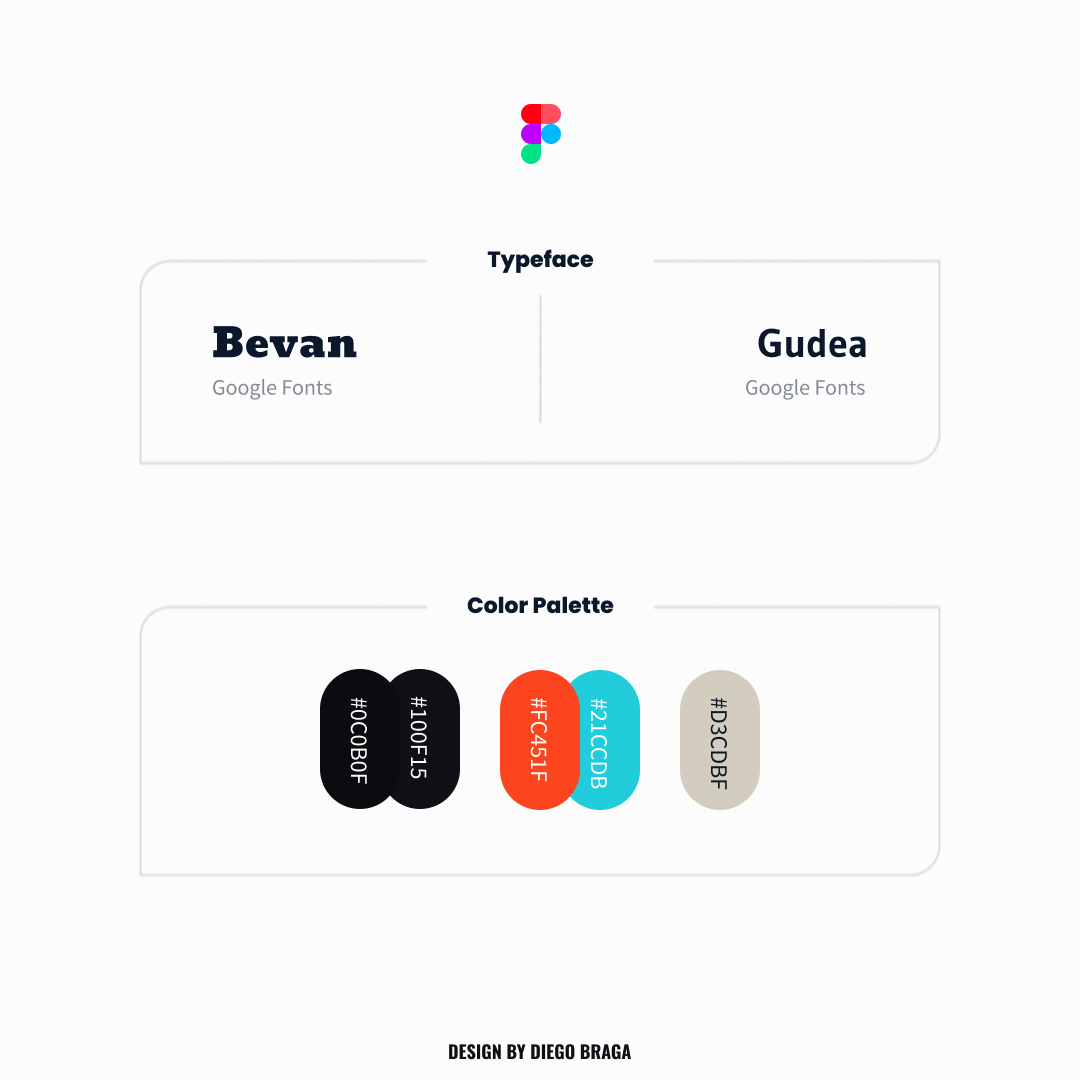 Typeface
Bevan
Google Fonts
Gudea
Google Fonts
Color Palette
#0C0B0F
#100F15
#FC451F
#21CCDB
#D3CDBF
DESIGN BY DIEGO BRAGA